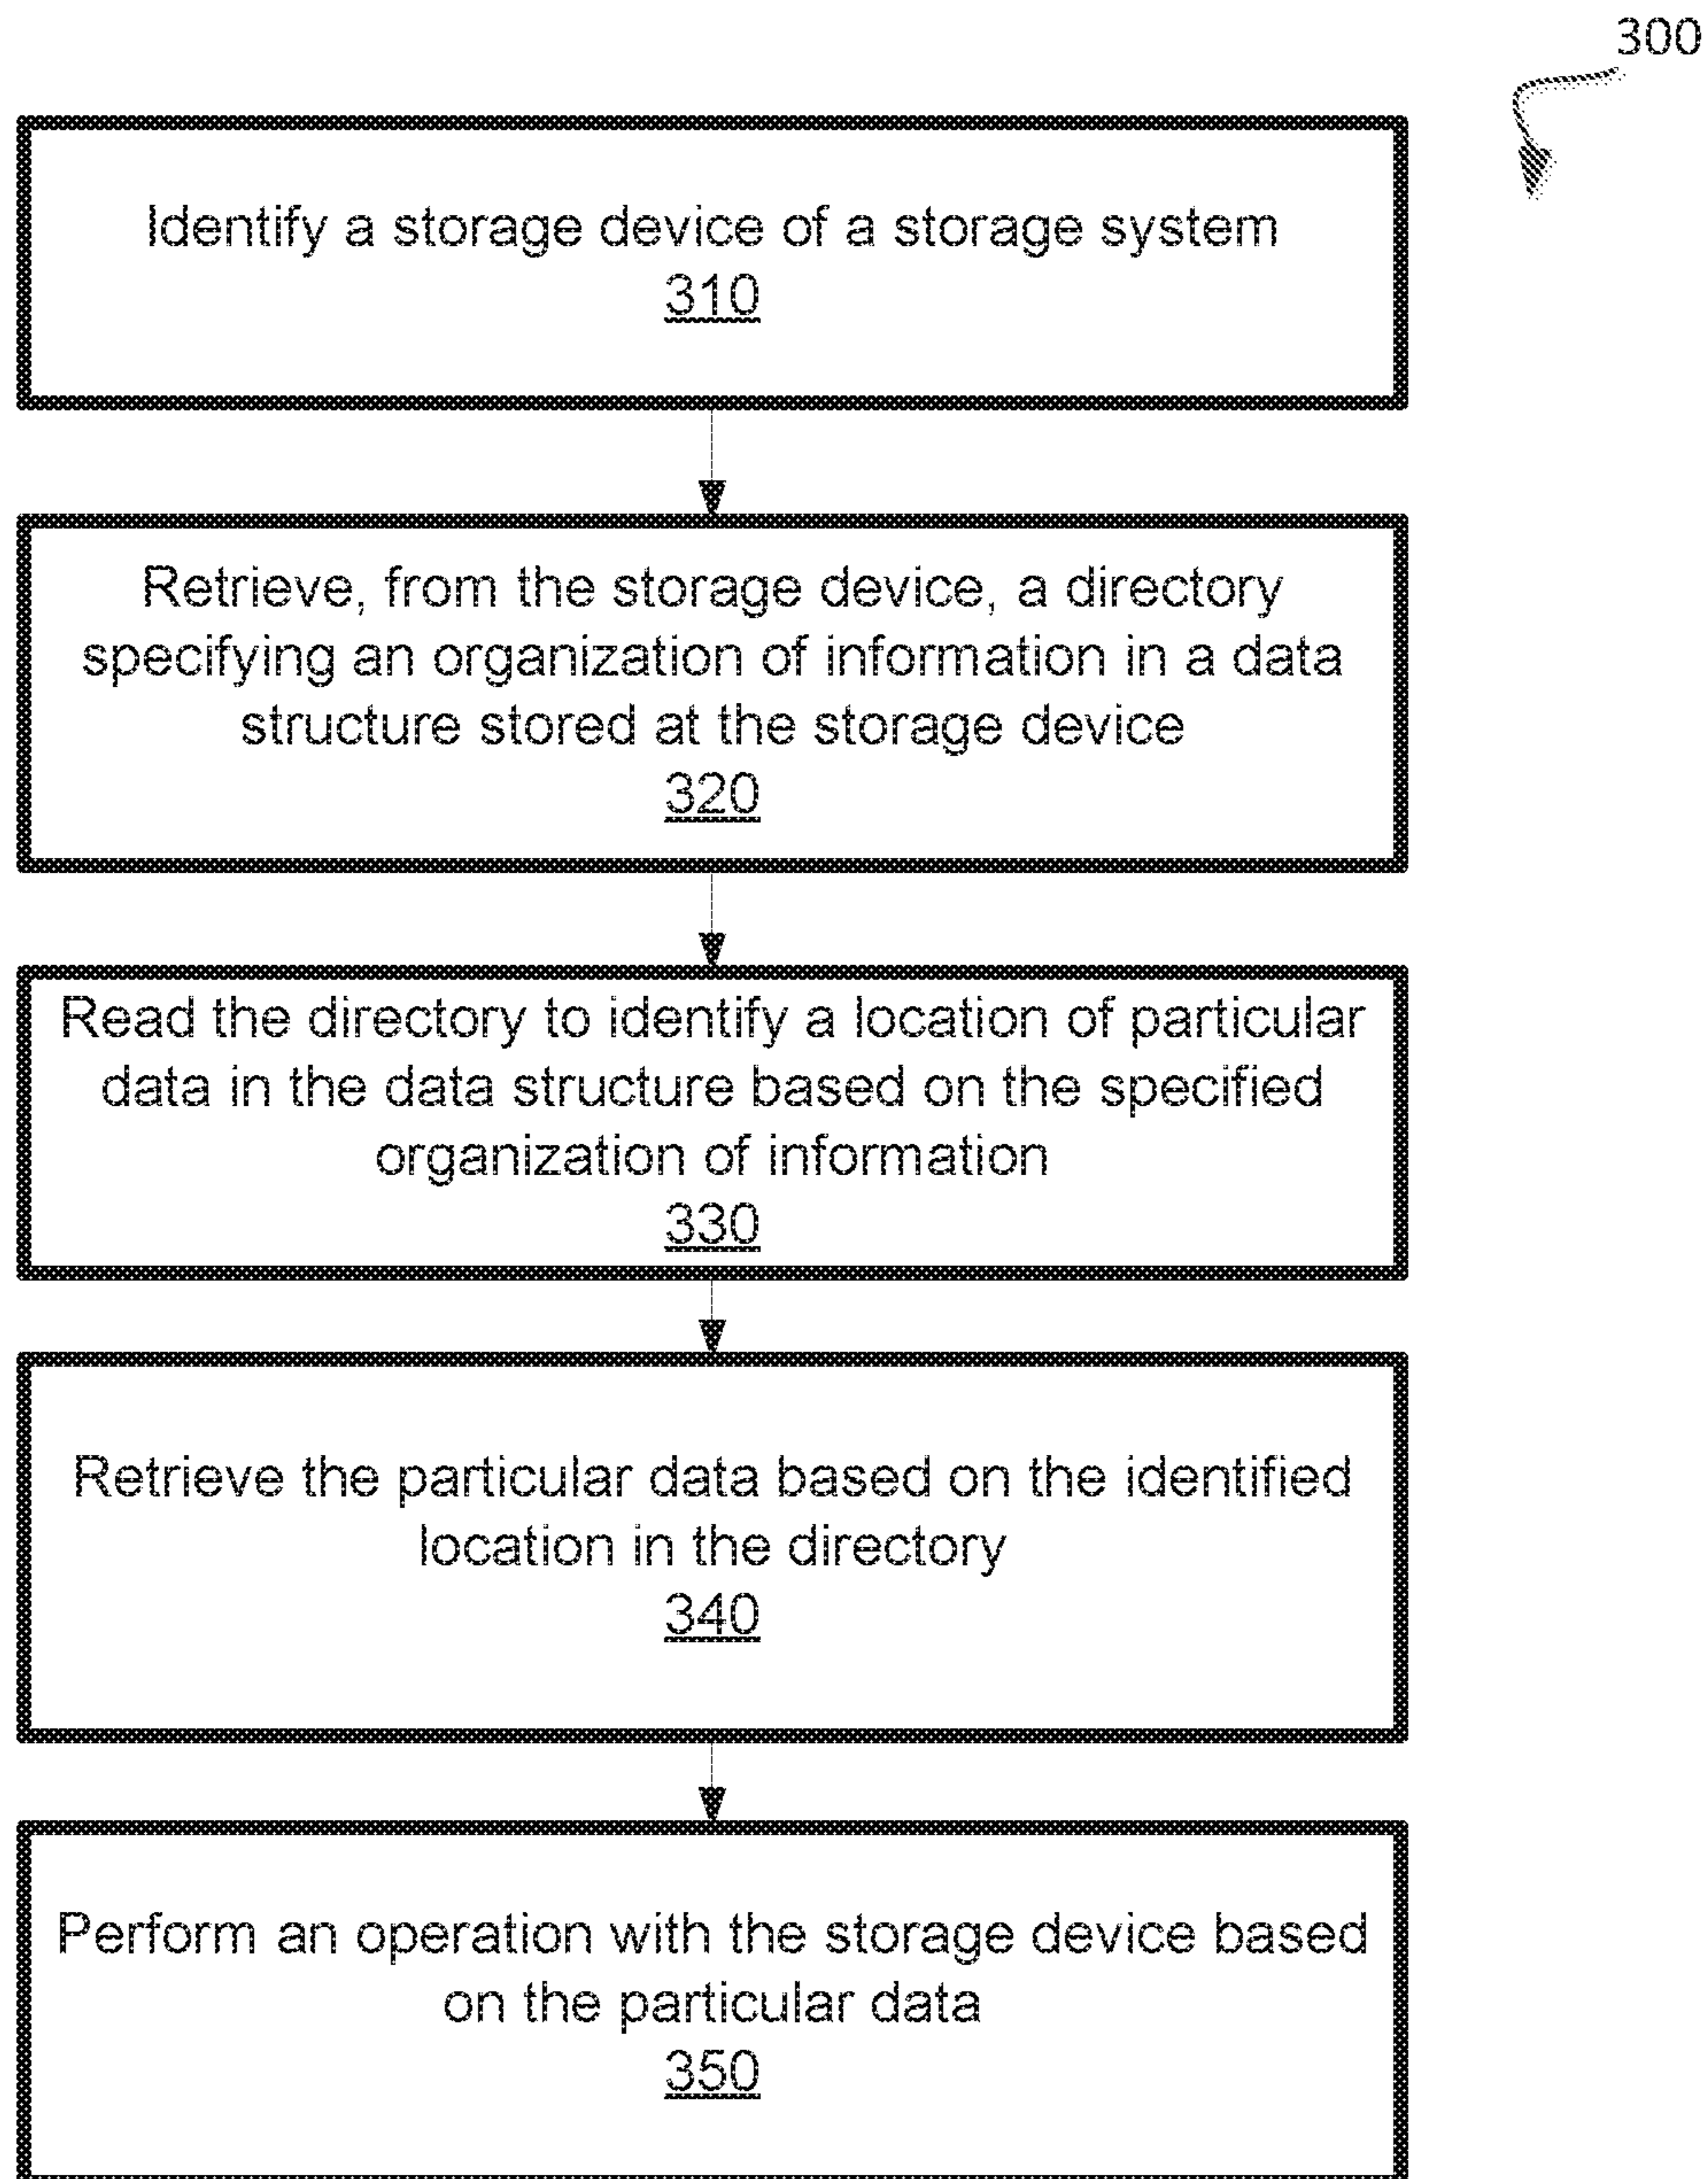 300
Identify a storage device of a storage system
310
Retrieve, from the storage device, a directory
specifying an organization of information in a data
structure stored at the storage device
320
Read the directory to identify a location of particular
data in the data structure based on the specified
organization of information
330
Retrieve the particular data based on the identified
location in the directory
340
Perform an operation with the storage device based
on the particular data
350